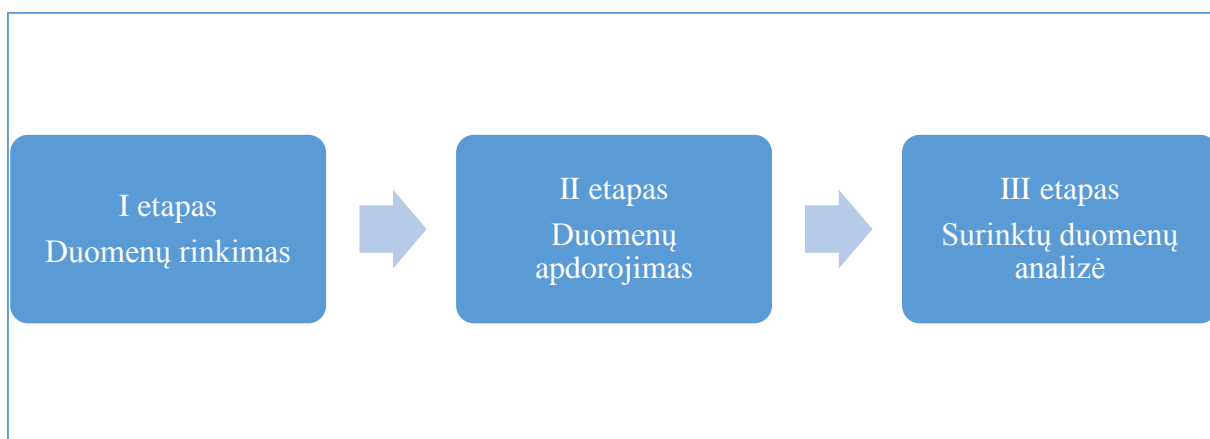 I etapas
Duomenų rinkimas
II etapas
Duomenų
apdorojimas
III etapas
Surinktų duomenų
analizė